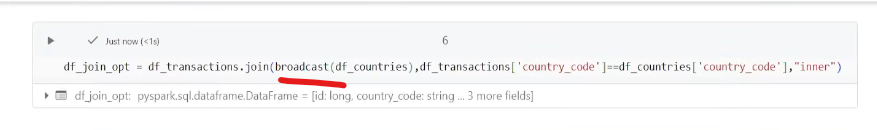 Just now (<1s)
6
df_join_opt = df_transactions.join(broadcast(df_countries),df_transactions['country_code']==df_countries['country_code'],"inner")
df_join_opt: pyspark.sql.dataframe.DataFrame = [id: long, country_code: string ... 3 more fields]